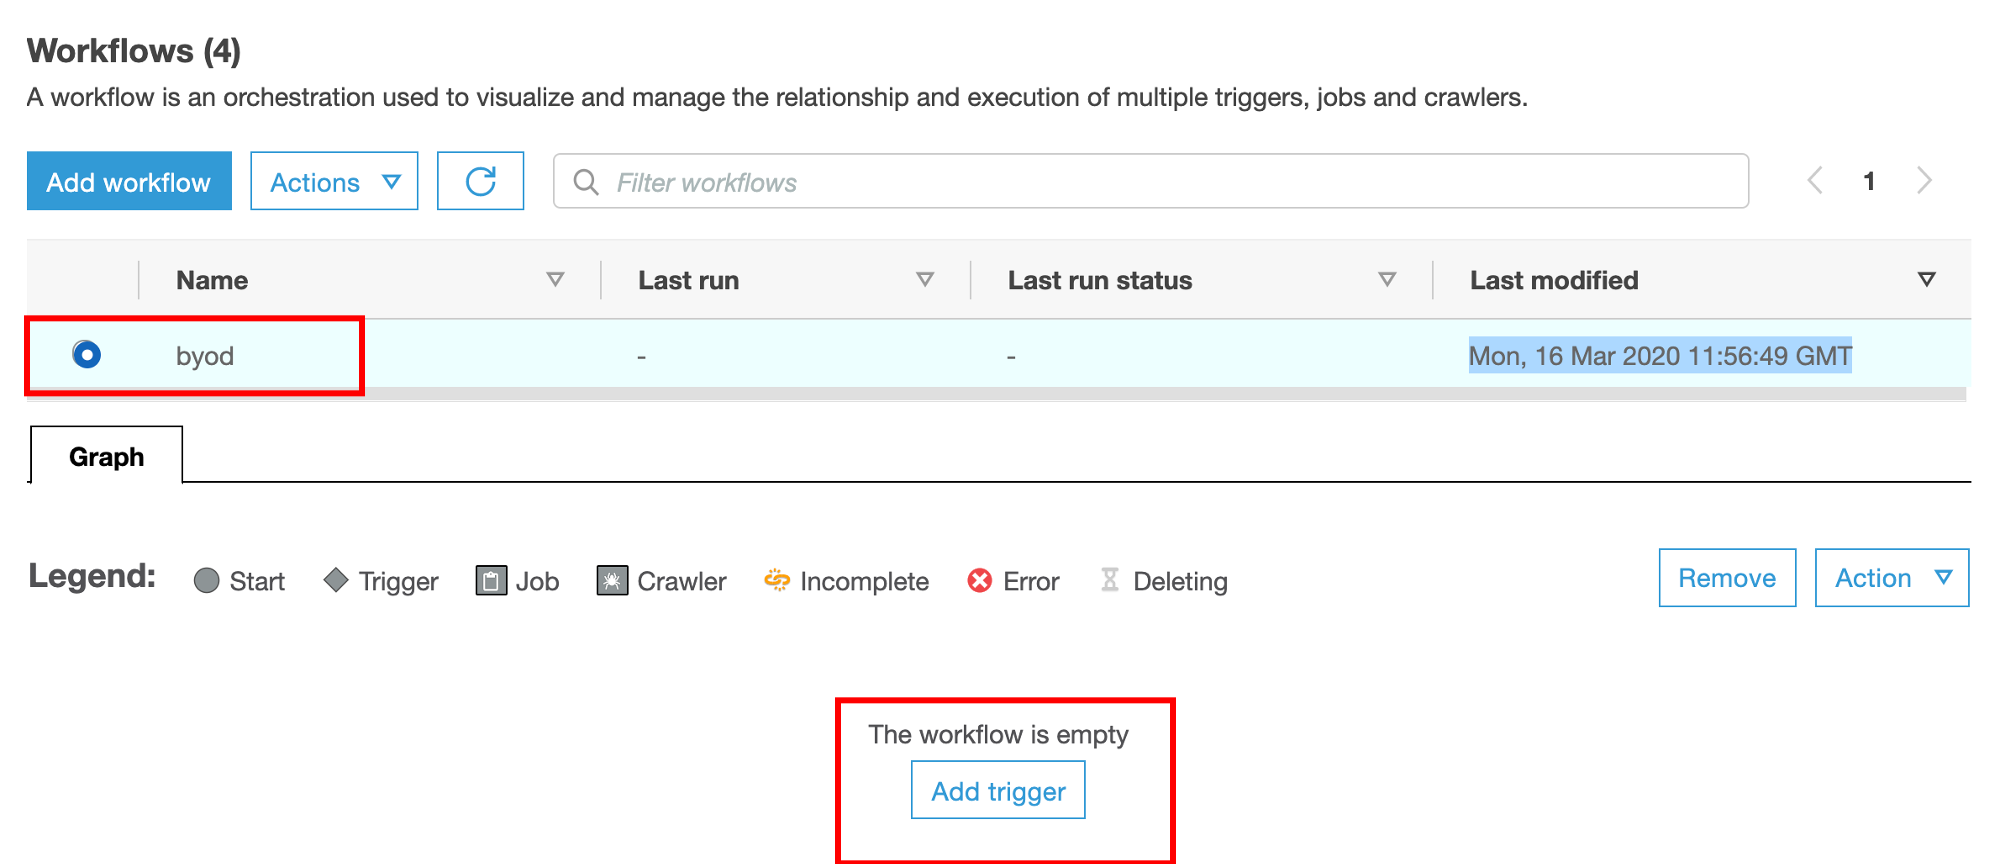 Workflows (4)
A workflow is an orchestration used to visualize and manage the relationship and execution of multiple triggers, jobs and crawlers.
Add workflow Actions Filter workflows 1
Name Last run Last run status Last modified
byod - - Mon, 16 Mar 2020 11:56:49 GMT
Graph
Legend: Start Trigger Job Crawler Incomplete Error Deleting Remove Action
The workflow is empty
Add trigger